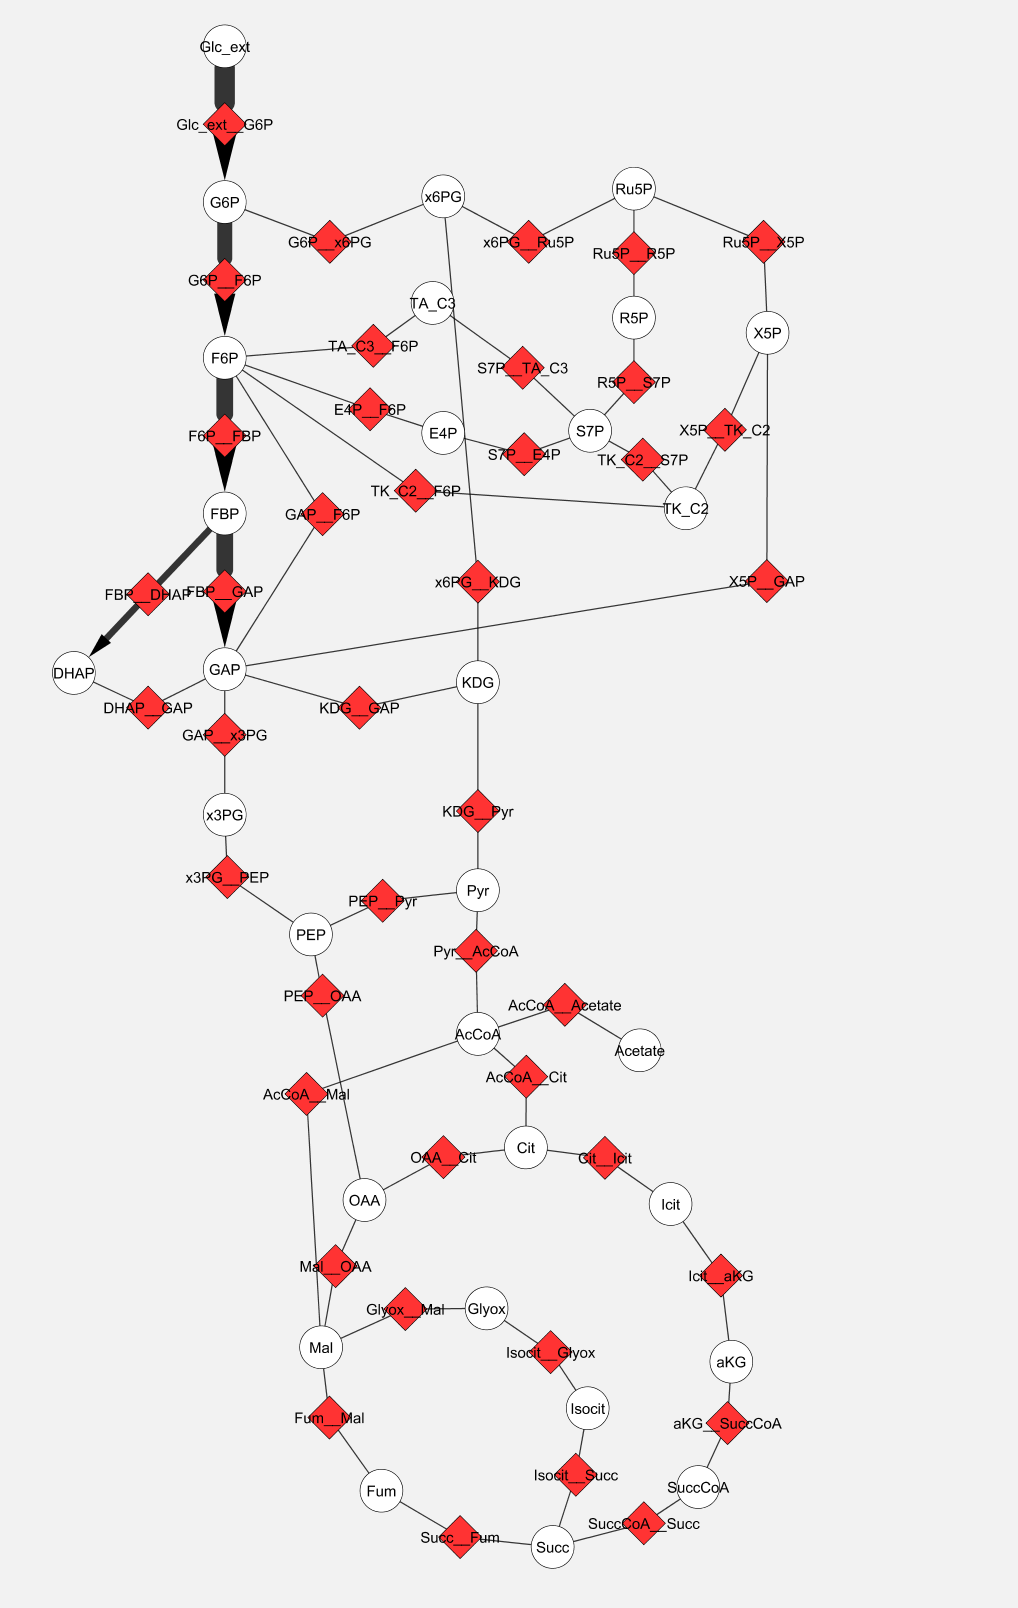 Glc_ext
Glc_ext__G6P
Ru5P
x6PG
G6P
G6P__x6PG
x6PG__Ru5P
Ru5P__X5P
Ru5P__R5P
G6P__F6P
TA_C3
R5P
X5P
TA_C3__F6P
F6P
S7P__TA_C3
R5P__S7P
E4P__F6P
X5P__TK_C2
S7P
E4P
F6P__FBP
S7P__E4P
TK_C2__S7P
TK_C2__F6P
TK_C2
FBP
GAP__F6P
x6PG__KDG
X5P__GAP
FBP__DHAP
FBP__GAP
DHAP
GAP
KDG
DHAP__GAP
KDG__GAP
GAP__x3PG
KDG__Pyr
x3PG
x3PG__PEP
Pyr
PEP__Pyr
PEP
Pyr__AcCoA
PEP__OAA
AcCoA__Acetate
AcCoA
Acetate
AcCoA__Cit
AcCoA__Mal
Cit
OAA__Cit
Cit__Icit
OAA
Icit
Mal__OAA
Icit__aKG
Glyox__Mal
Glyox
Mal
Isocit__Glyox
aKG
Isocit
Fum__Mal
aKG__SuccCoA
Isocit__Succ
Fum
SuccCoA
SuccCoA__Succ
Succ__Fum
Succ